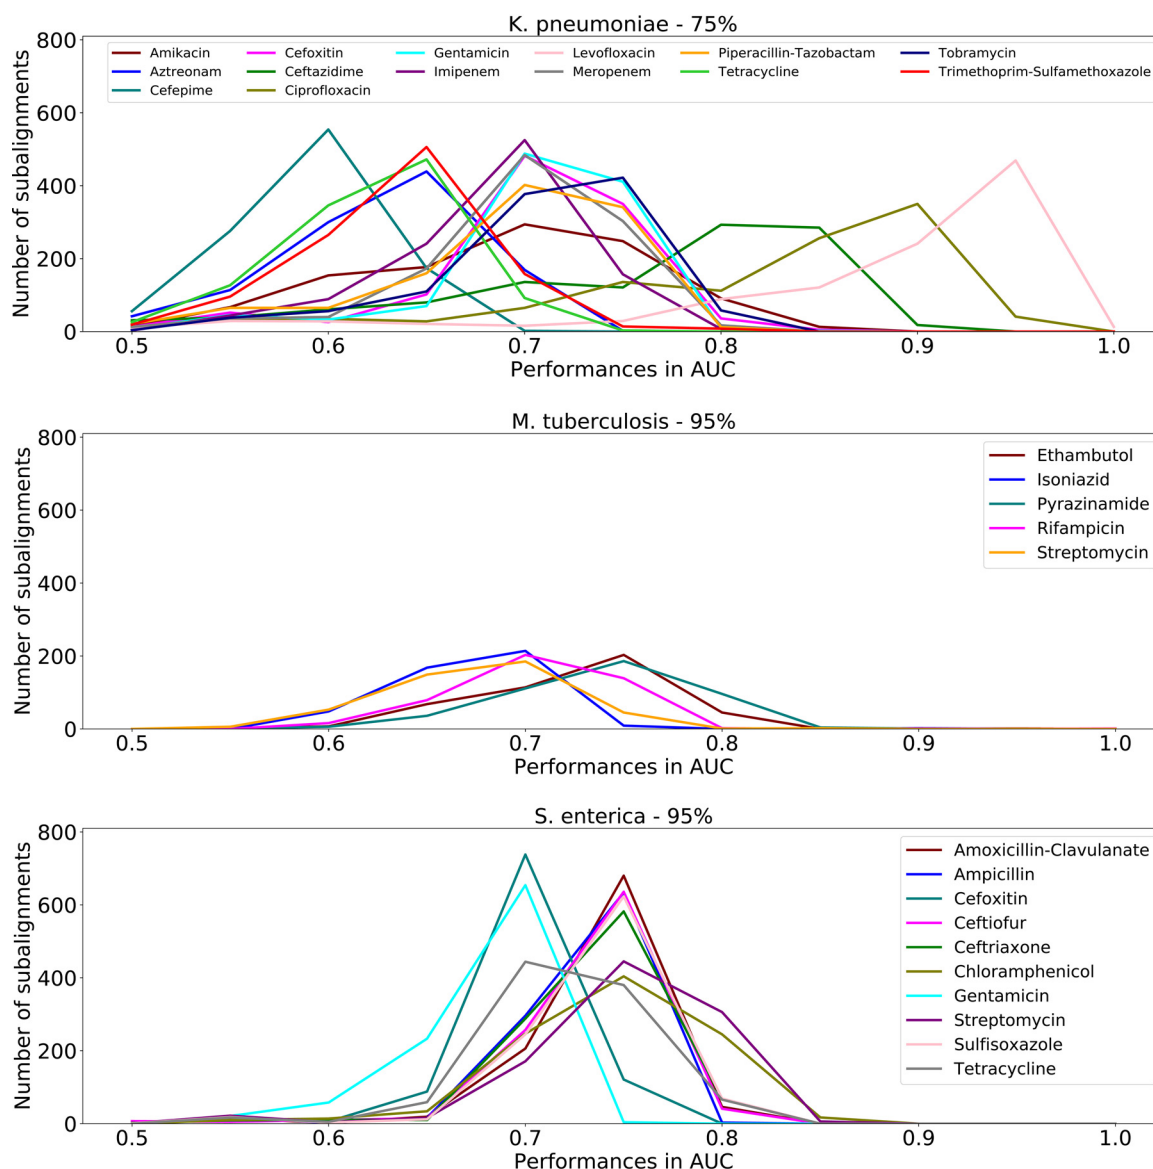 K. pneumoniae - 75%
800
600
400
200
0
Number of subalignments
Amikacin Cefoxitin Gentamicin Levofloxacin Piperacillin-Tazobactam Tobramycin
Aztreonam Ceftazidime Imipenem Meropenem Tetracycline Trimethoprim-Sulfamethoxazole
Cefepime Ciprofloxacin
0.5 0.6 0.7 0.8 0.9 1.0
Performances in AUC
M. tuberculosis - 95%
800
600
400
200
0
Number of subalignments
Ethambutol
Isoniazid
Pyrazinamide
Rifampicin
Streptomycin
0.5 0.6 0.7 0.8 0.9 1.0
Performances in AUC
S. enterica - 95%
800
600
400
200
0
Number of subalignments
Amoxicillin-Clavulanate
Ampicillin
Cefoxitin
Ceftiofur
Ceftriaxone
Chloramphenicol
Gentamicin
Streptomycin
Sulfisoxazole
Tetracycline
0.5 0.6 0.7 0.8 0.9 1.0
Performances in AUC